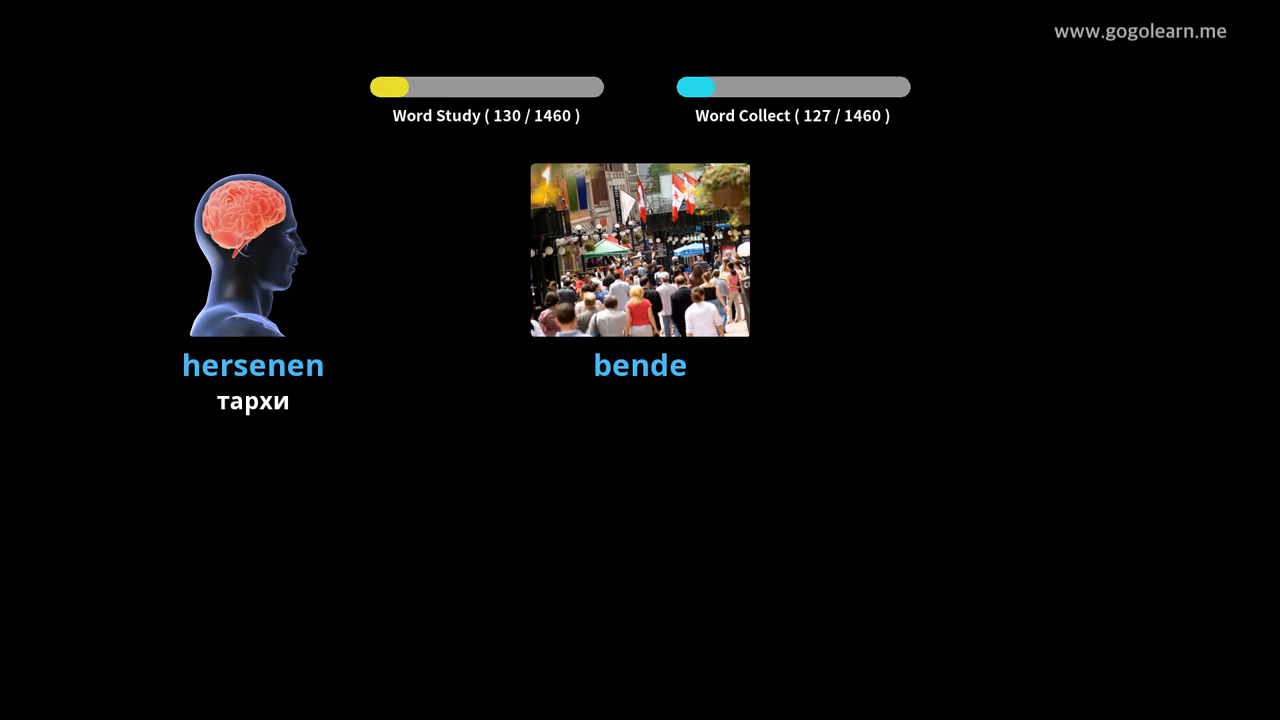 www.gogolearn.me
Word Study ( 130 / 1460 )
Word Collect ( 127 / 1460 )
hersenen
bende
тархи